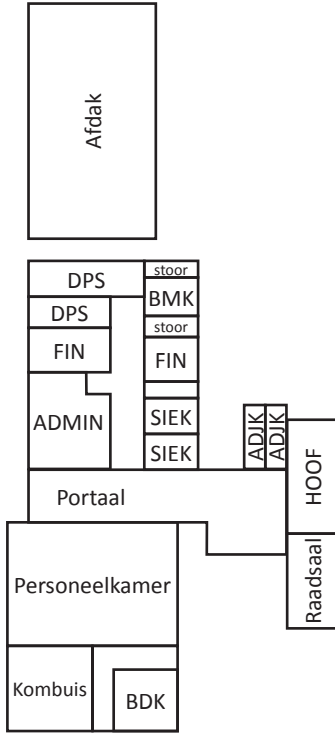 Afdak
DPS
stoor
BMK
DPS
stoor
FIN
FIN
ADMIN
SIEK
SIEK
ADJK
ADJK
HOOF
Portaal
Raadsaal
Personeelkamer
Kombuis
BDK